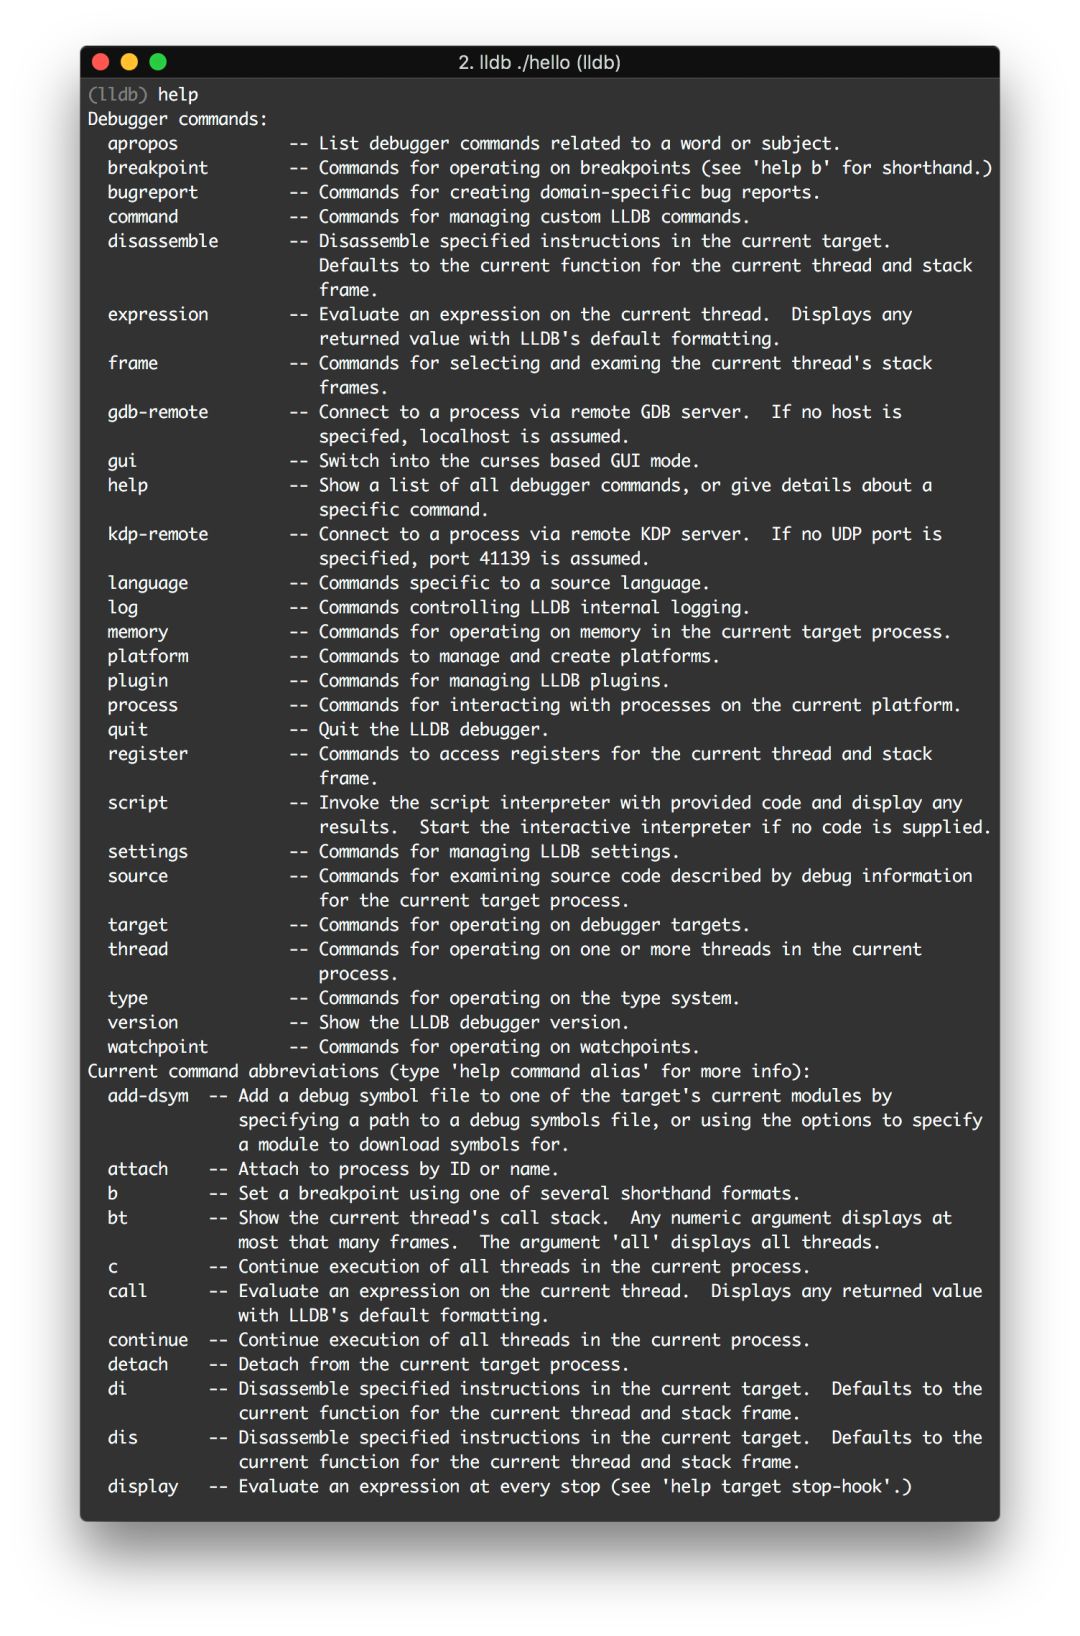 2. lldb ./hello (lldb)
(lldb) help
Debugger commands:
  apropos           -- List debugger commands related to a word or subject.
  breakpoint        -- Commands for operating on breakpoints (see 'help b' for shorthand.)
  bugreport         -- Commands for creating domain-specific bug reports.
  command           -- Commands for managing custom LLDB commands.
  disassemble       -- Disassemble specified instructions in the current target.
                       Defaults to the current function for the current thread and stack
                       frame.
  expression        -- Evaluate an expression on the current thread.  Displays any
                       returned value with LLDB's default formatting.
  frame             -- Commands for selecting and examing the current thread's stack
                       frames.
  gdb-remote        -- Connect to a process via remote GDB server.  If no host is
                       specifed, localhost is assumed.
  gui               -- Switch into the curses based GUI mode.
  help              -- Show a list of all debugger commands, or give details about a
                       specific command.
  kdp-remote        -- Connect to a process via remote KDP server.  If no UDP port is
                       specified, port 41139 is assumed.
  language          -- Commands specific to a source language.
  log               -- Commands controlling LLDB internal logging.
  memory            -- Commands for operating on memory in the current target process.
  platform          -- Commands to manage and create platforms.
  plugin            -- Commands for managing LLDB plugins.
  process           -- Commands for interacting with processes on the current platform.
  quit              -- Quit the LLDB debugger.
  register          -- Commands to access registers for the current thread and stack
                       frame.
  script            -- Invoke the script interpreter with provided code and display any
                       results.  Start the interactive interpreter if no code is supplied.
  settings          -- Commands for managing LLDB settings.
  source            -- Commands for examining source code described by debug information
                       for the current target process.
  target            -- Commands for operating on debugger targets.
  thread            -- Commands for operating on one or more threads in the current
                       process.
  type              -- Commands for operating on the type system.
  version           -- Show the LLDB debugger version.
  watchpoint        -- Commands for operating on watchpoints.
Current command abbreviations (type 'help command alias' for more info):
  add-dsym  -- Add a debug symbol file to one of the target's current modules by
               specifying a path to a debug symbols file, or using the options to specify
               a module to download symbols for.
  attach    -- Attach to process by ID or name.
  b         -- Set a breakpoint using one of several shorthand formats.
  bt        -- Show the current thread's call stack.  Any numeric argument displays at
               most that many frames.  The argument 'all' displays all threads.
  c         -- Continue execution of all threads in the current process.
  call      -- Evaluate an expression on the current thread.  Displays any returned value
               with LLDB's default formatting.
  continue  -- Continue execution of all threads in the current process.
  detach    -- Detach from the current target process.
  di        -- Disassemble specified instructions in the current target.  Defaults to the
               current function for the current thread and stack frame.
  dis       -- Disassemble specified instructions in the current target.  Defaults to the
               current function for the current thread and stack frame.
  display   -- Evaluate an expression at every stop (see 'help target stop-hook'.)